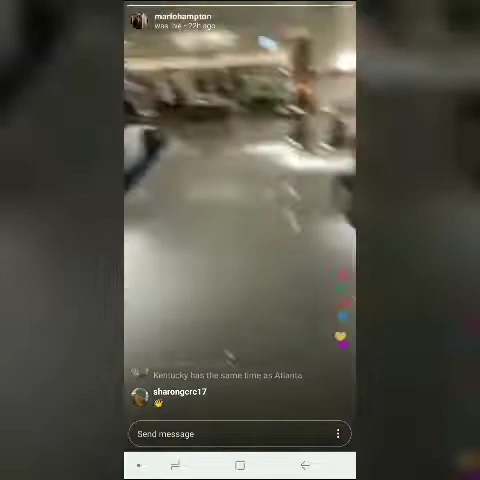 mariohampton
was live • 22h ago
Kentucky has the same time as Atlanta
sharongcrc17
👋
Send message